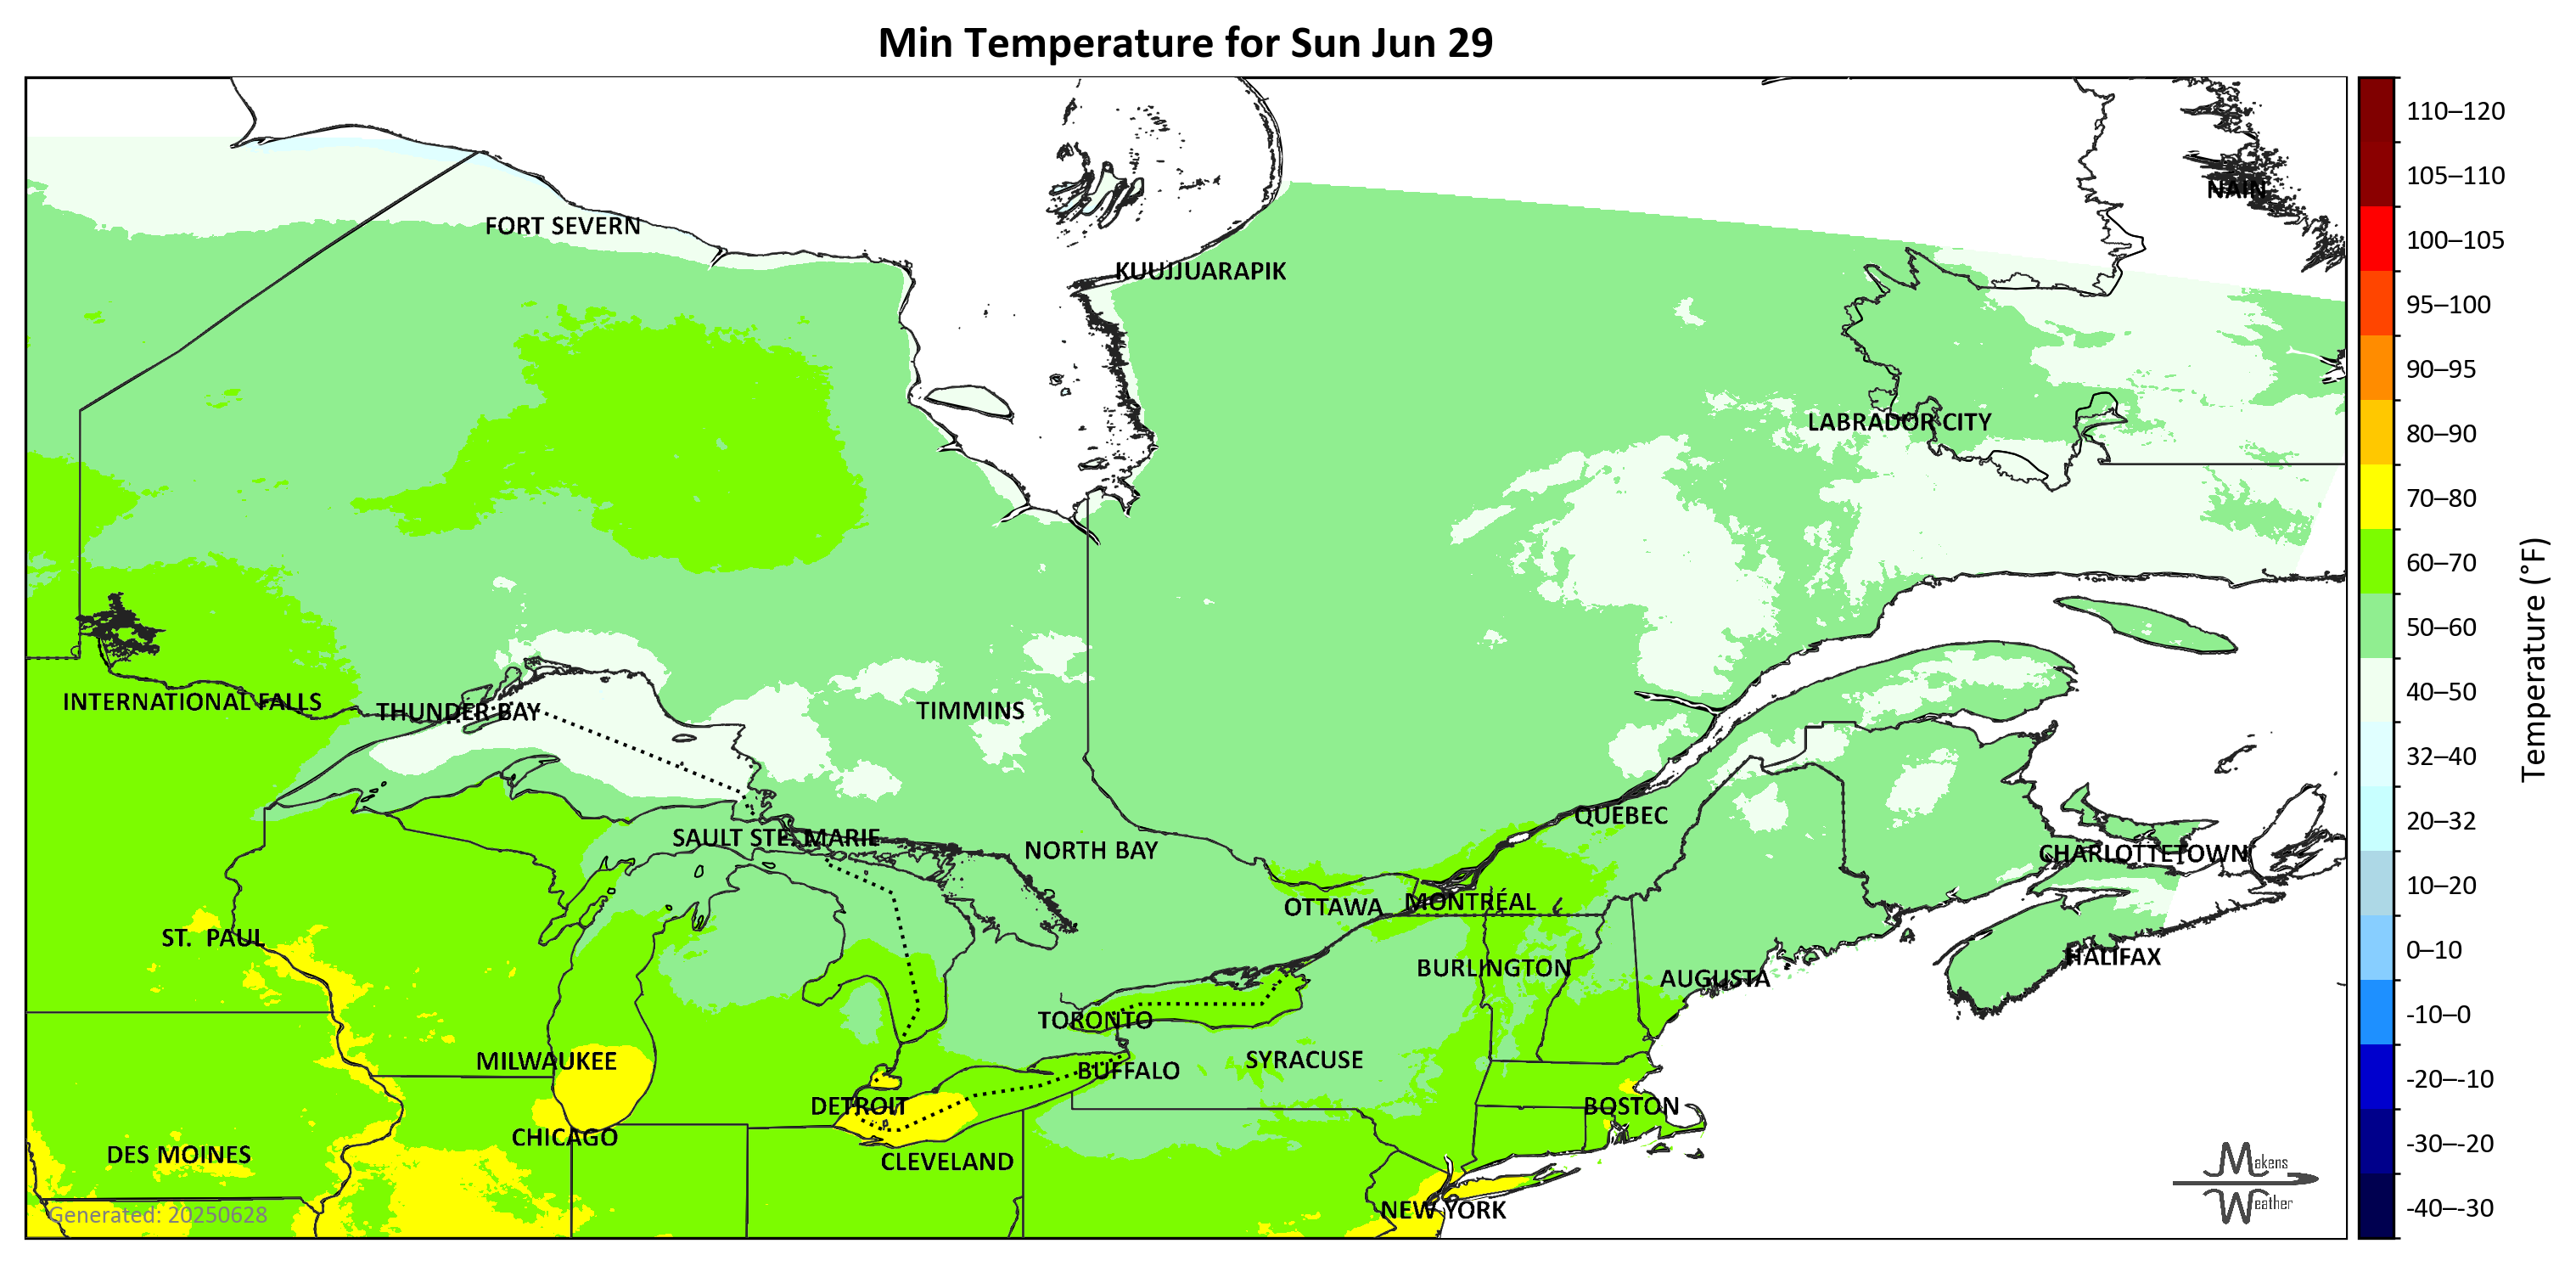 Min Temperature for Sun Jun 29
110–120
105–110
NAIN
FORT SEVERN
100–105
KUUJJUARAPIK
95–100
90–95
LABRADOR CITY
80–90
70–80
60–70
50–60
Temperature (°F)
INTERNATIONAL FALLS
THUNDER BAY
TIMMINS
40–50
32–40
QUÉBEC
20–32
SAULT STE. MARIE
NORTH BAY
CHARLOTTETOWN
10–20
OTTAWA
MONTRÉAL
ST.  PAUL
0–10
HALIFAX
BURLINGTON
AUGUSTA
-10–0
TORONTO
MILWAUKEE
SYRACUSE
BUFFALO
-20–-10
DETROIT
BOSTON
CHICAGO
-30–-20
DES MOINES
CLEVELAND
Makens
Weather
NEW YORK
-40–-30
Generated: 20250628